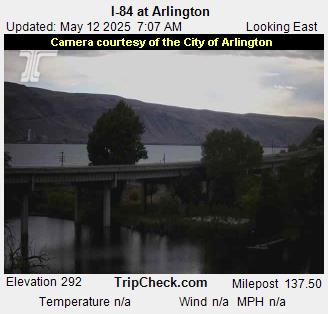 I-84 at Arlington
Updated: May 12 2025 7:07 AM Looking East
Camera courtesy of the City of Arlington
Elevation 292 TripCheck.com Milepost 137.50
Temperature n/a Wind n/a MPH n/a